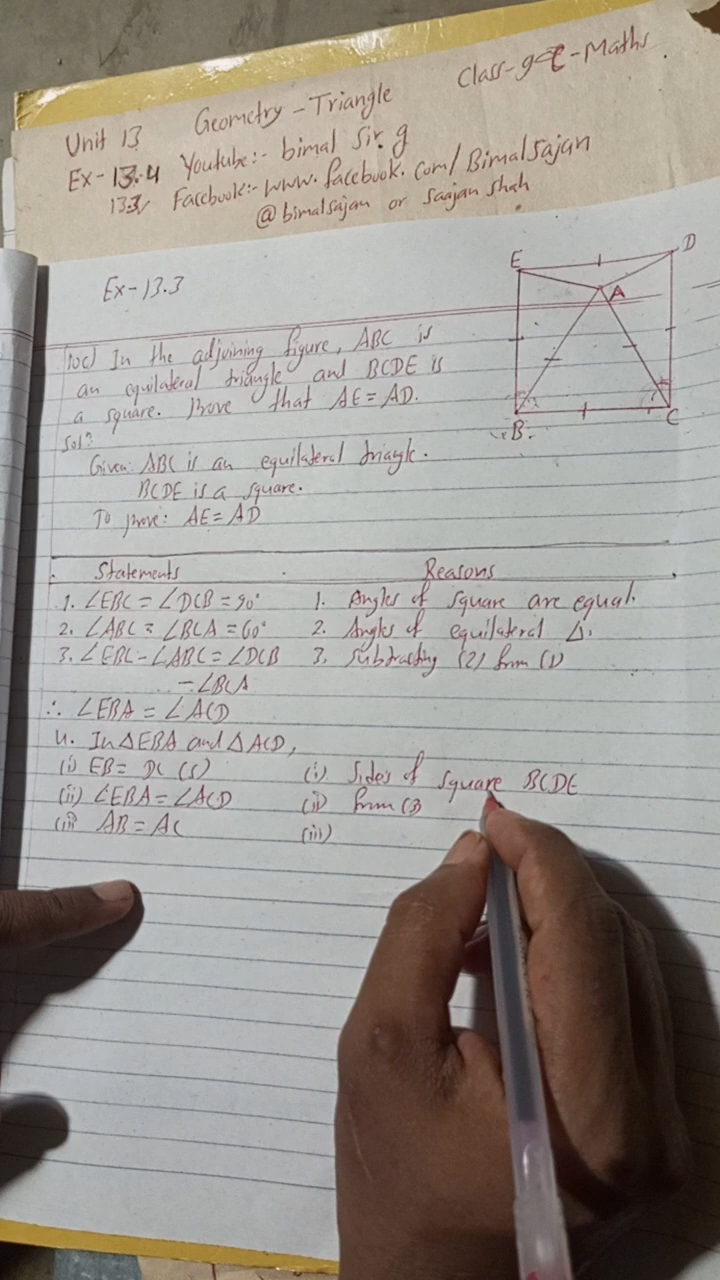 Unit 13 Geometry - Triangle Class - 9 - Maths
Ex - 13.4 Youtube:- bimal Sir g
13.3 Facebook:- www.facebook.com/Bimalsajan
@bimalsajan or Saajan Shah
Ex - 13.3
10c) In the adjoining figure, ABC is
an equilateral triangle and BCDE is
a square. Prove that AE = AD.
Sol?
Given: ABC is an equilateral triangle.
BCDE is a square.
To prove: AE = AD
E
D
A
B
C
Statements Reasons
1. ∠EBC = ∠DCB = 90° 1. Angles of square are equal.
2. ∠ABC = ∠BCA = 60° 2. Angles of equilateral Δ.
3. ∠EBC - ∠ABC = ∠DCB 3. Subtracting (2) from (1)
- ∠BCA
∴ ∠EBA = ∠ACD
4. In Δ EBA and Δ ACD,
(i) EB = DC (S) (i) Sides of square BCDE
(ii) ∠EBA = ∠ACD (ii) from (3
(iii AB = AC (iii)